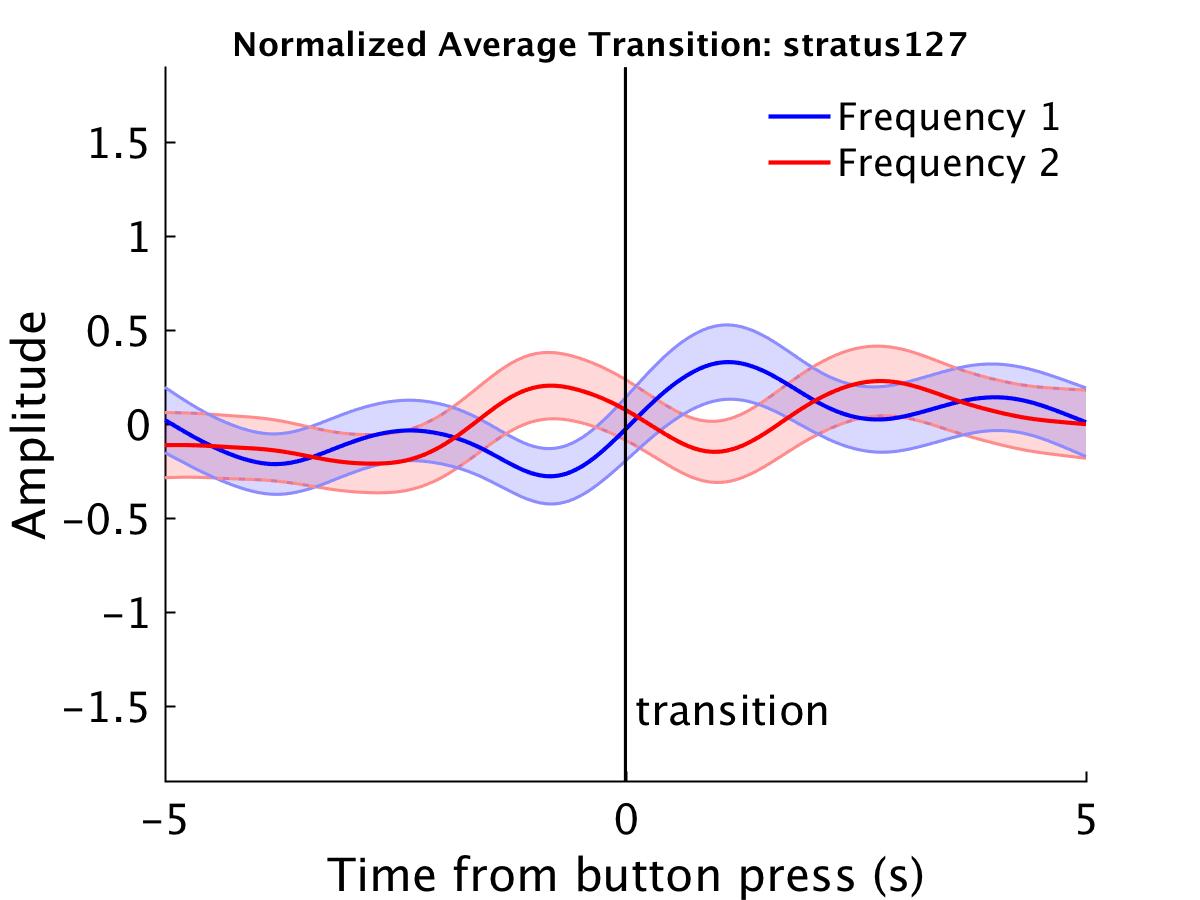 Normalized Average Transition: stratus127
Frequency 1
Frequency 2
1.5
1
0.5
0
−0.5
−1
−1.5
Amplitude
transition
−5
0
5
Time from button press (s)